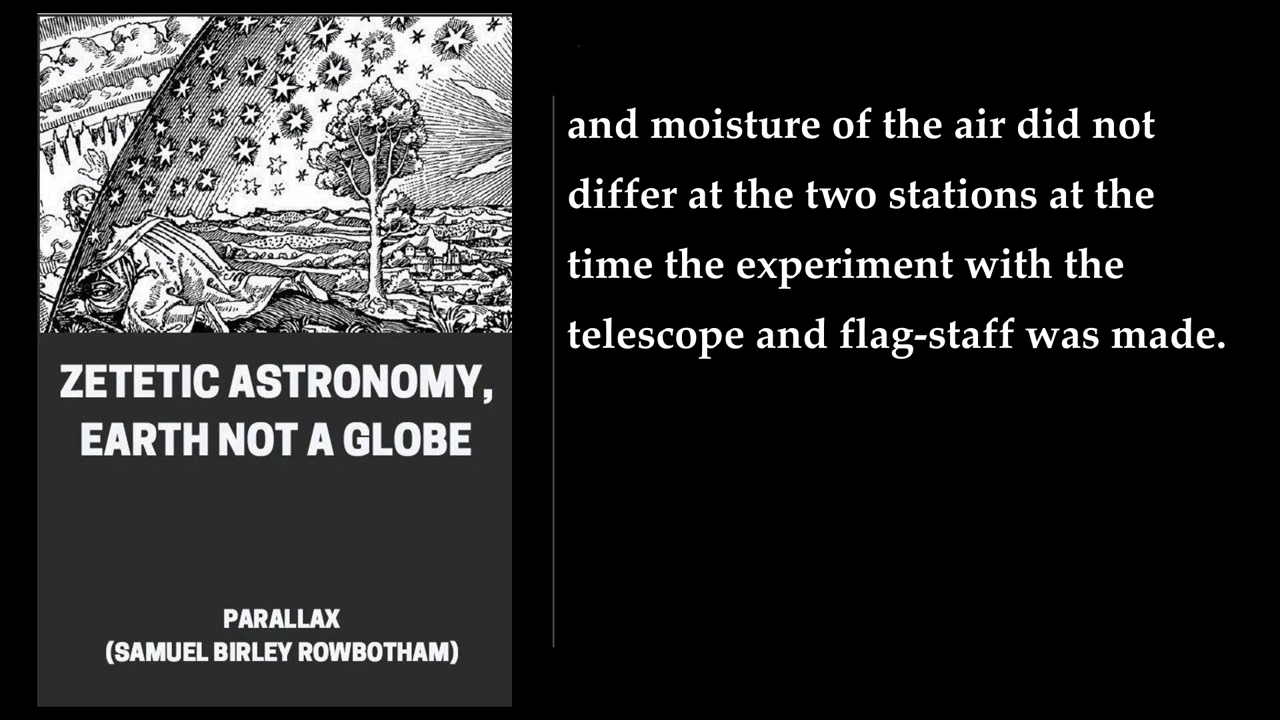 ZETETIC ASTRONOMY,
EARTH NOT A GLOBE
PARALLAX
(SAMUEL BIRLEY ROWBOTHAM)
and moisture of the air did not
differ at the two stations at the
time the experiment with the
telescope and flag-staff was made.